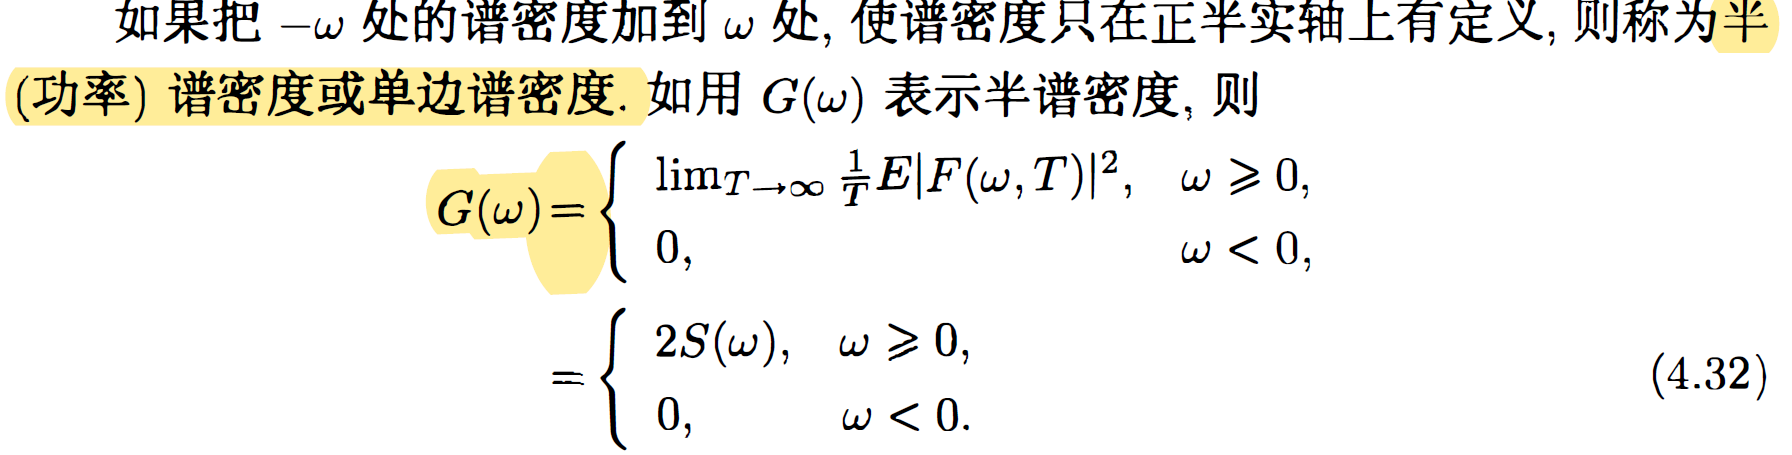 如果把 −ω 处的谱密度加到 ω 处, 使谱密度只在正半实轴上有定义, 则称为半
(功率) 谱密度或单边谱密度. 如用 G(ω) 表示半谱密度, 则
G(ω) = { lim_{T→∞} \frac{1}{T} E|F(ω, T)|², ω ⩾ 0,
0, ω < 0,
= { 2S(ω), ω ⩾ 0,
(4.32)
0, ω < 0.